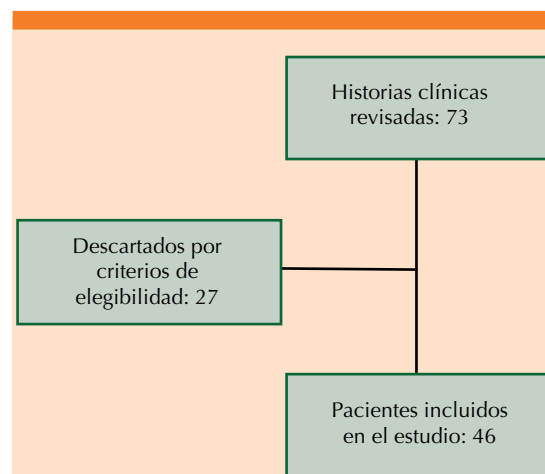 Historias clínicas
revisadas: 73
Descartados por
criterios de
elegibilidad: 27
Pacientes incluidos
en el estudio: 46